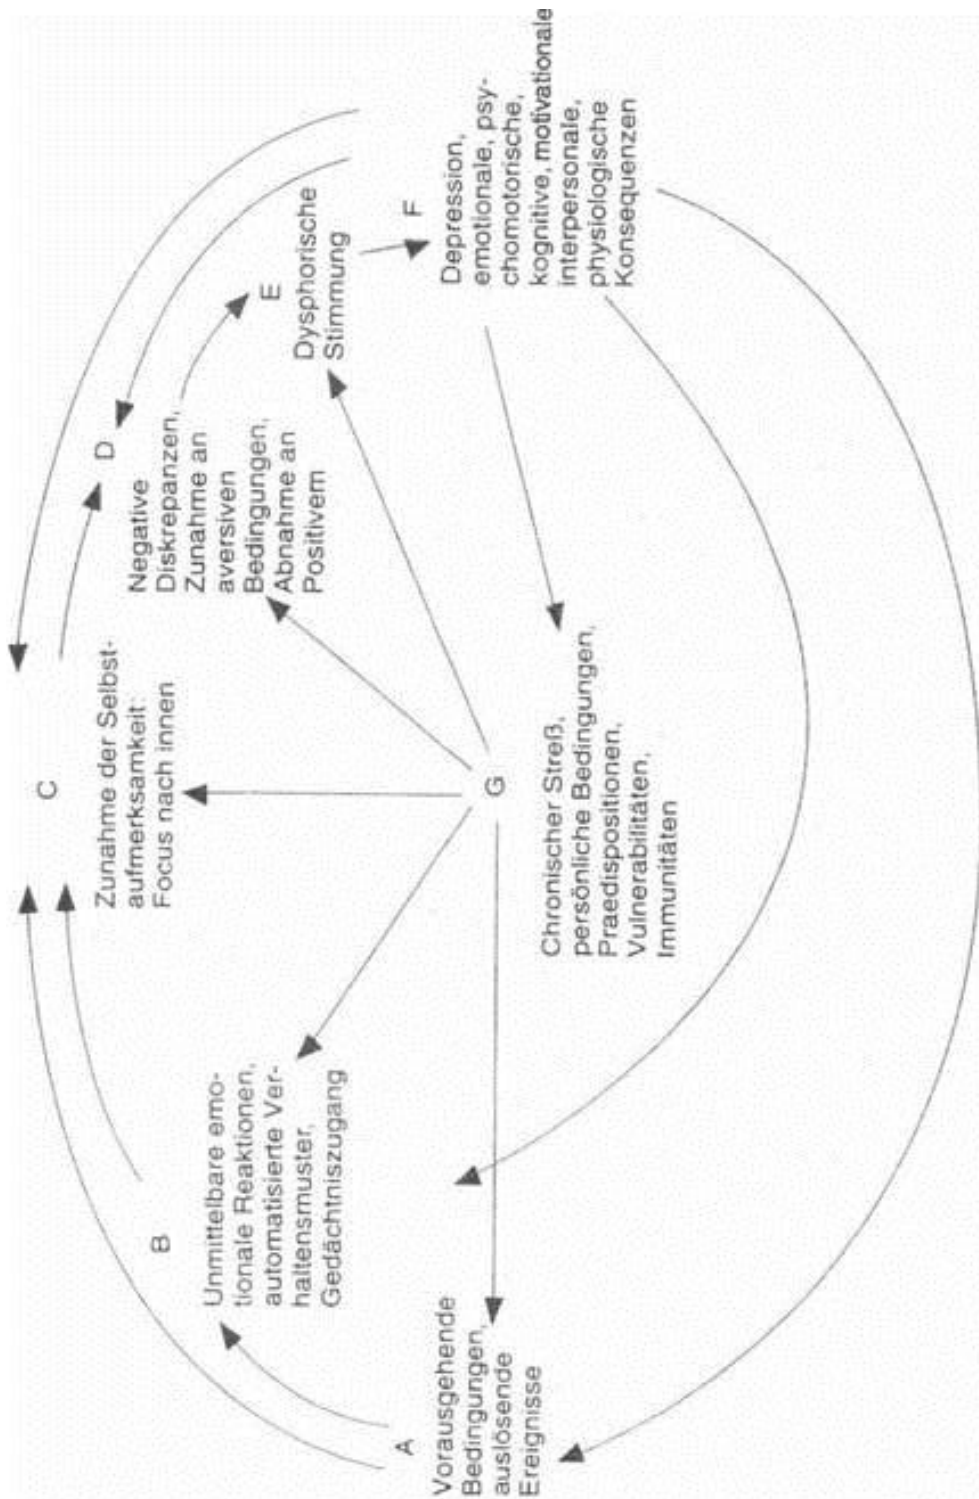 A
Vorausgehende
Bedingungen,
auslösende
Ereignisse
B
Unmittelbare emo-
tionale Reaktionen,
automatisierte Ver-
haltensmuster,
Gedächtniszugang
C
Zunahme der Selbst-
aufmerksamkeit:
Focus nach innen
D
Negative
Diskrepanzen,
Zunahme an
aversiven
Bedingungen,
Abnahme an
Positivem
E
Dysphorische
Stimmung
F
Depression,
emotionale, psy-
chomotorische,
kognitive, motivationale
interpersonale,
physiologische
Konsequenzen
G
Chronischer Streß,
persönliche Bedingungen,
Praedispositionen,
Vulnerabilitäten,
Immunitäten